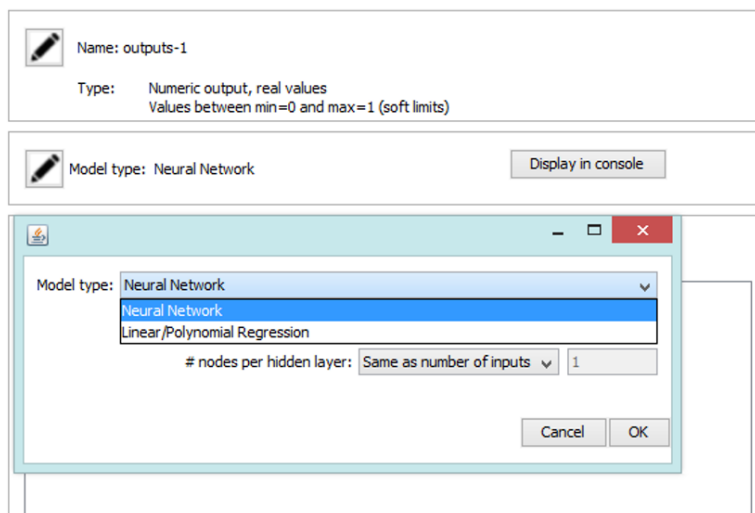 Name: outputs-1
Type: Numeric output, real values
Values between min=0 and max=1 (soft limits)
Model type: Neural Network
Display in console
Model type: Neural Network
Neural Network
Linear/Polynomial Regression
# nodes per hidden layer: Same as number of inputs 1
Cancel OK